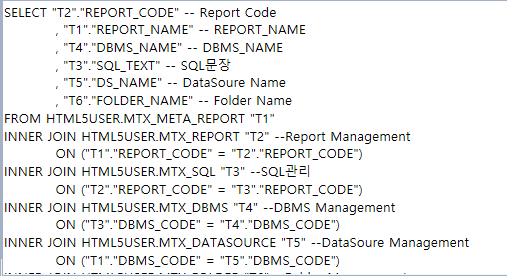 SELECT "T2"."REPORT_CODE" -- Report Code
, "T1"."REPORT_NAME" -- REPORT_NAME
, "T4"."DBMS_NAME" -- DBMS_NAME
, "T3"."SQL_TEXT" -- SQL문장
, "T5"."DS_NAME" -- DataSoure Name
, "T6"."FOLDER_NAME" -- Folder Name
FROM HTML5USER.MTX_META_REPORT "T1"
INNER JOIN HTML5USER.MTX_REPORT "T2" --Report Management
ON ("T1"."REPORT_CODE" = "T2"."REPORT_CODE")
INNER JOIN HTML5USER.MTX_SQL "T3" --SQL관리
ON ("T2"."REPORT_CODE" = "T3"."REPORT_CODE")
INNER JOIN HTML5USER.MTX_DBMS "T4" --DBMS Management
ON ("T3"."DBMS_CODE" = "T4"."DBMS_CODE")
INNER JOIN HTML5USER.MTX_DATASOURCE "T5" --DataSoure Management
ON ("T1"."DBMS_CODE" = "T5"."DBMS_CODE")